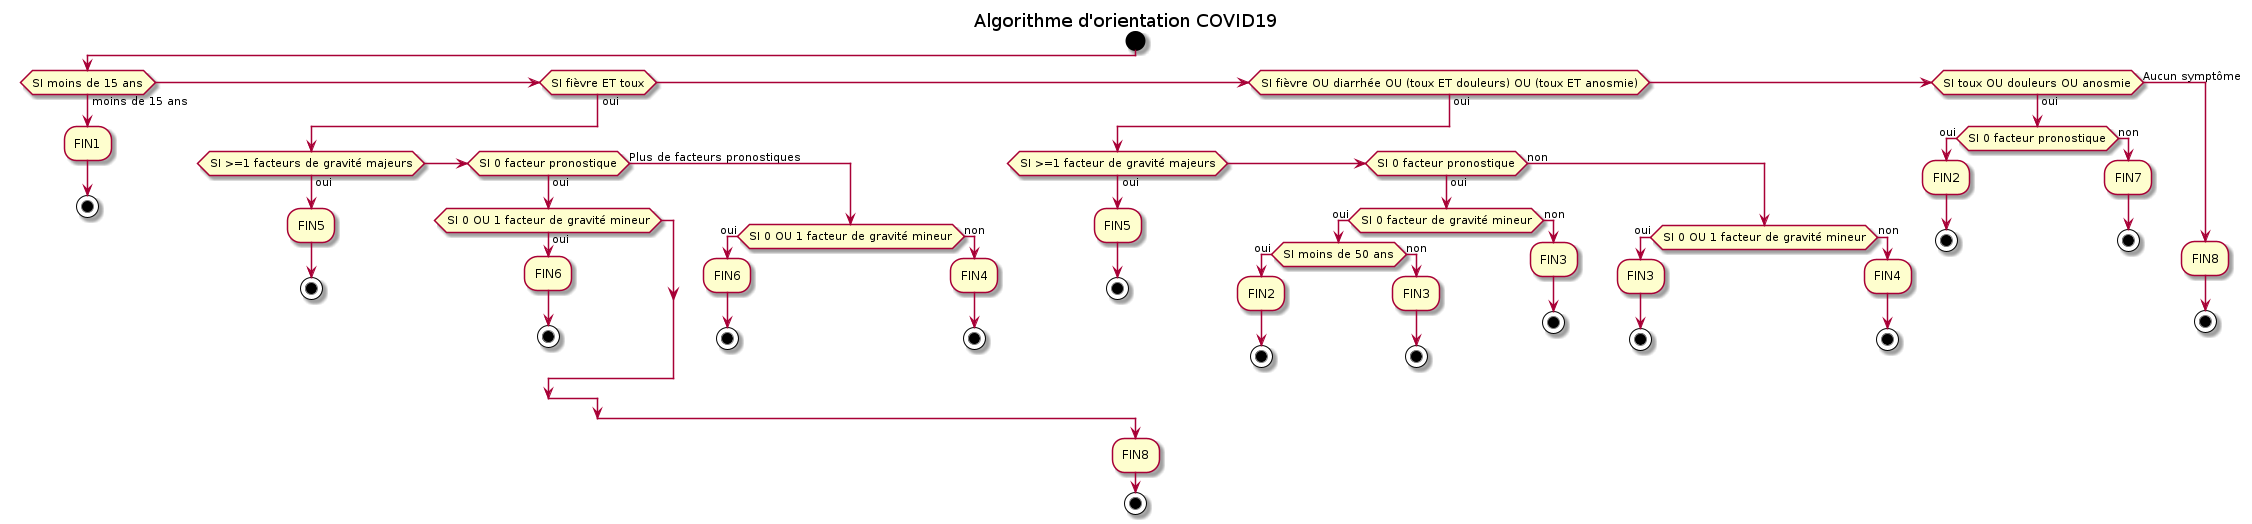 Algorithme d'orientation COVID19
SI moins de 15 ans
moins de 15 ans
FIN1
SI fièvre ET toux
oui
SI >=1 facteurs de gravité majeurs
oui
FIN5
SI 0 facteur pronostique
oui
SI 0 OU 1 facteur de gravité mineur
oui
FIN6
Plus de facteurs pronostiques
SI 0 OU 1 facteur de gravité mineur
oui
FIN6
non
FIN4
SI fièvre OU diarrhée OU (toux ET douleurs) OU (toux ET anosmie)
oui
SI >=1 facteur de gravité majeurs
oui
FIN5
SI 0 facteur pronostique
oui
SI 0 facteur de gravité mineur
oui
SI moins de 50 ans
oui
FIN2
non
FIN3
non
FIN3
non
SI 0 OU 1 facteur de gravité mineur
oui
FIN3
non
FIN4
SI toux OU douleurs OU anosmie
oui
SI 0 facteur pronostique
oui
FIN2
non
FIN7
Aucun symptôme
FIN8
FIN8